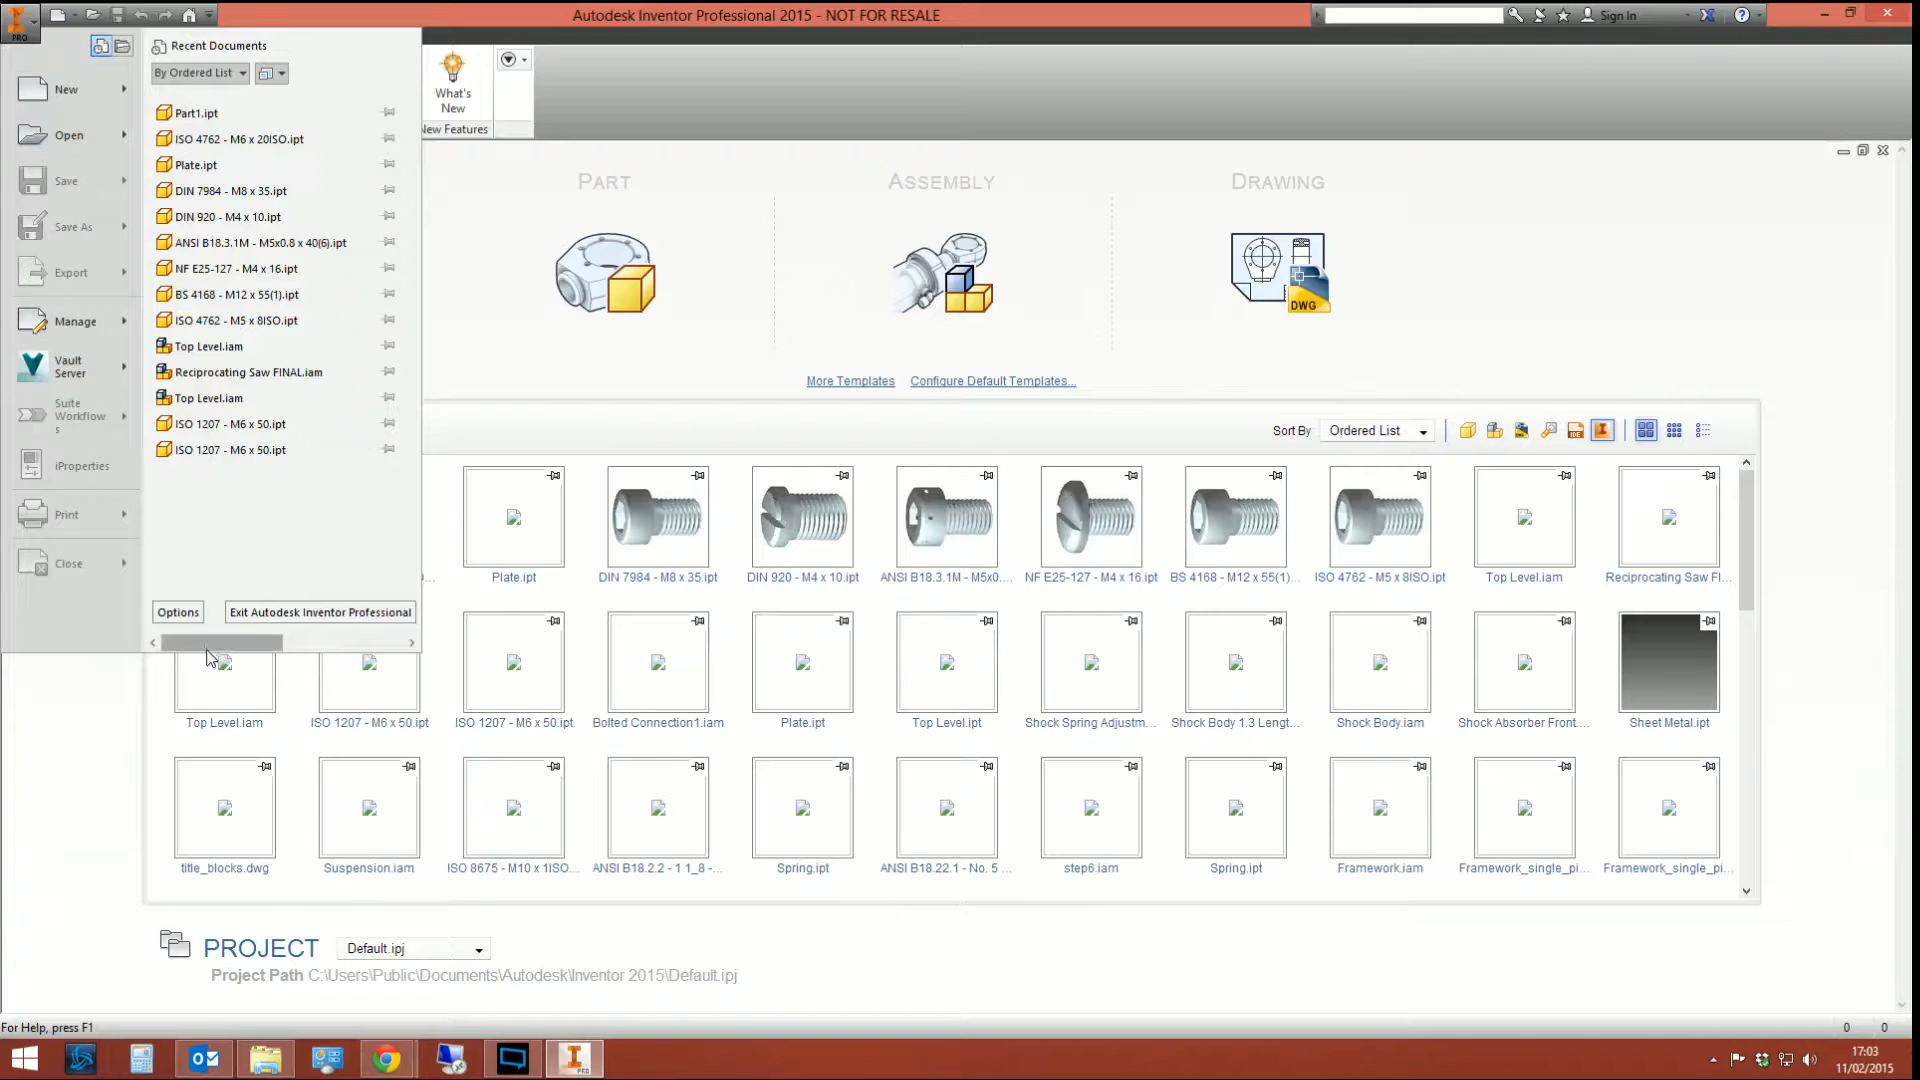 Autodesk Inventor Professional 2015 - NOT FOR RESALE
Sign In
PRO
Recent Documents
By Ordered List
New
Open
Save
Save As
Export
Manage
Vault
Server
Suite
Workflow
s
iProperties
Print
Close
Part1.ipt
ISO 4762 - M6 x 20ISO.ipt
Plate.ipt
DIN 7984 - M8 x 35.ipt
DIN 920 - M4 x 10.ipt
ANSI B18.3.1M - M5x0.8 x 40(6).ipt
NF E25-127 - M4 x 16.ipt
BS 4168 - M12 x 55(1).ipt
ISO 4762 - M5 x 8ISO.ipt
Top Level.iam
Reciprocating Saw FINAL.iam
Top Level.iam
ISO 1207 - M6 x 50.ipt
ISO 1207 - M6 x 50.ipt
Options
Exit Autodesk Inventor Professional
What's
New
New Features
PART
ASSEMBLY
DRAWING
DWG
More Templates
Configure Default Templates...
Sort By
Ordered List
...
Plate.ipt
DIN 7984 - M8 x 35.ipt
DIN 920 - M4 x 10.ipt
ANSI B18.3.1M - M5x0....
NF E25-127 - M4 x 16.ipt
BS 4168 - M12 x 55(1)...
ISO 4762 - M5 x 8ISO.ipt
Top Level.iam
Reciprocating Saw FI...
Top Level.iam
ISO 1207 - M6 x 50.ipt
ISO 1207 - M6 x 50.ipt
Bolted Connection1.iam
Plate.ipt
Top Level.ipt
Shock Spring Adjustm...
Shock Body 1.3 Lengt...
Shock Body.iam
Shock Absorber Front....
Sheet Metal.ipt
title_blocks.dwg
Suspension.iam
ISO 8675 - M10 x 1ISO...
ANSI B18.2.2 - 1 1_8 -...
Spring.ipt
ANSI B18.22.1 - No. 5 ...
step6.iam
Spring.ipt
Framework.iam
Framework_single_pi...
Framework_single_pi...
PROJECT
Default.ipj
Project Path C:\Users\Public\Documents\Autodesk\Inventor 2015\Default.ipj
For Help, press F1
0
0
PRO
17:03
11/02/2015